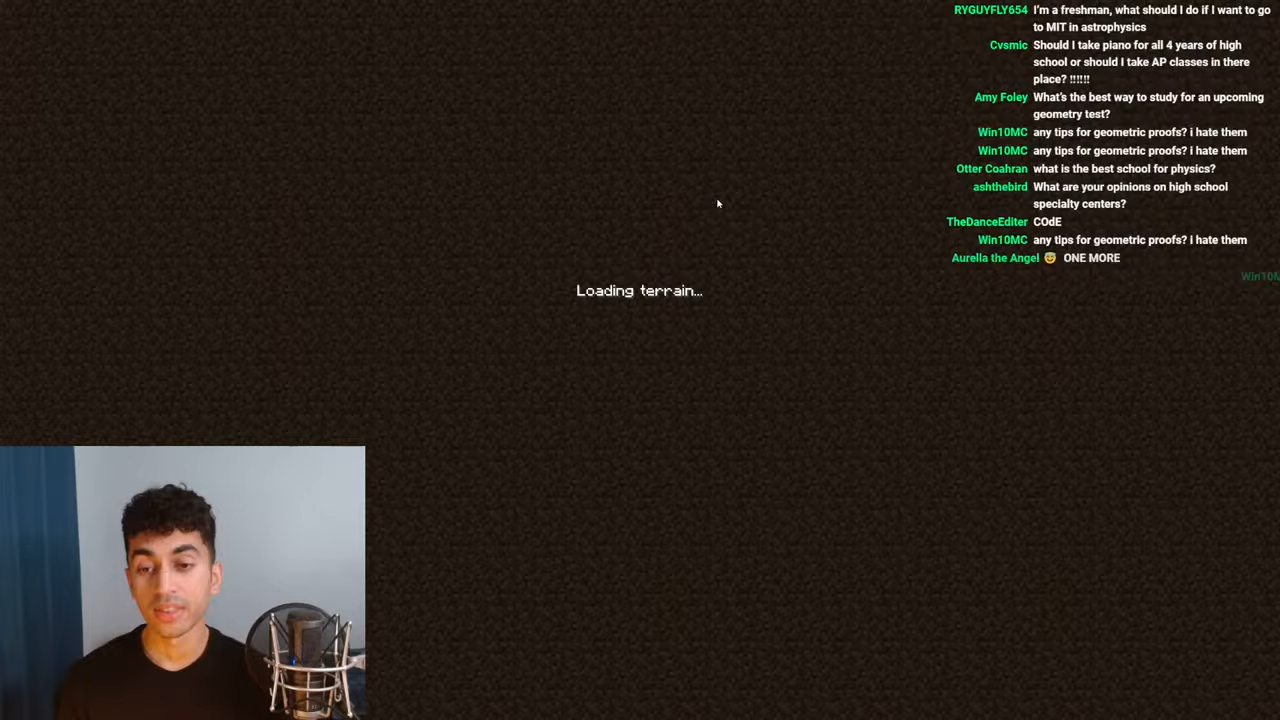 RYGUYFLY654 I'm a freshman, what should I do if I want to go
to MIT in astrophysics
Cvsmic Should I take piano for all 4 years of high
school or should I take AP classes in there
place? !!!!!!
Amy Foley What's the best way to study for an upcoming
geometry test?
Win10MC any tips for geometric proofs? i hate them
Win10MC any tips for geometric proofs? i hate them
Otter Coahran what is the best school for physics?
ashthebird What are your opinions on high school
specialty centers?
TheDanceEditer COdE
Win10MC any tips for geometric proofs? i hate them
Aurella the Angel 😇 ONE MORE
Win10M
Loading terrain...